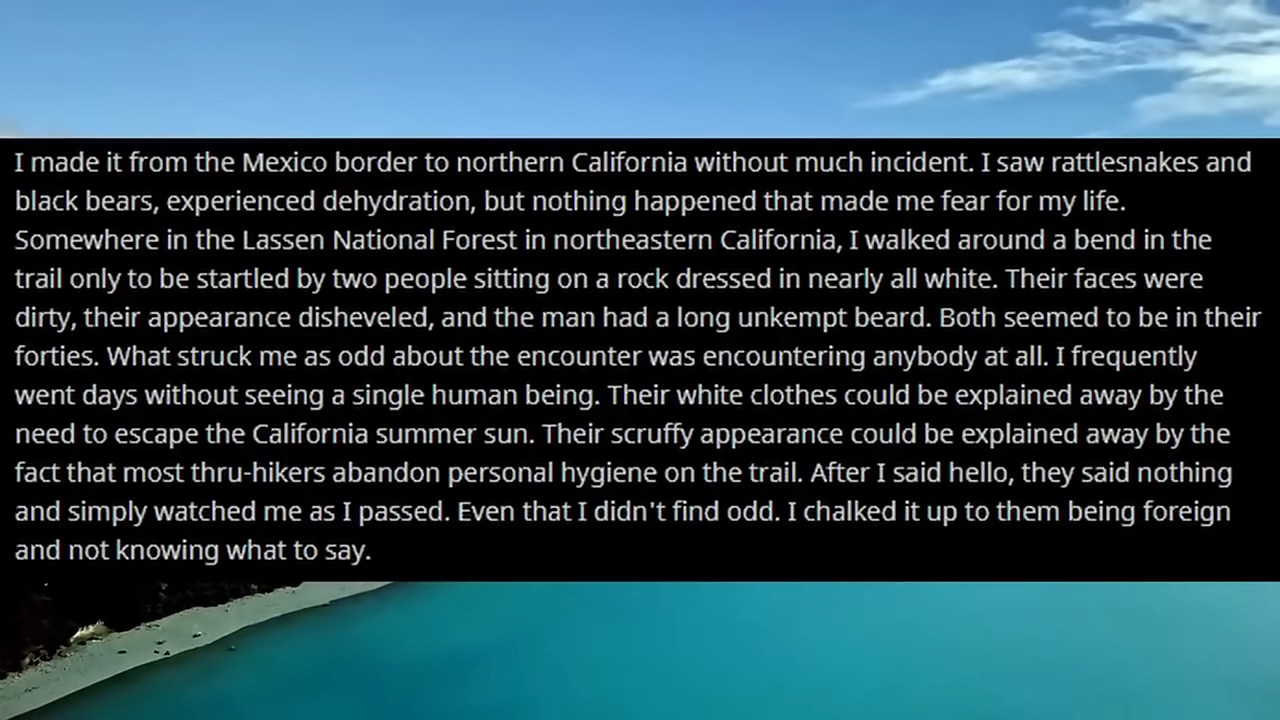 I made it from the Mexico border to northern California without much incident. I saw rattlesnakes and
black bears, experienced dehydration, but nothing happened that made me fear for my life.
Somewhere in the Lassen National Forest in northeastern California, I walked around a bend in the
trail only to be startled by two people sitting on a rock dressed in nearly all white. Their faces were
dirty, their appearance disheveled, and the man had a long unkempt beard. Both seemed to be in their
forties. What struck me as odd about the encounter was encountering anybody at all. I frequently
went days without seeing a single human being. Their white clothes could be explained away by the
need to escape the California summer sun. Their scruffy appearance could be explained away by the
fact that most thru-hikers abandon personal hygiene on the trail. After I said hello, they said nothing
and simply watched me as I passed. Even that I didn't find odd. I chalked it up to them being foreign
and not knowing what to say.